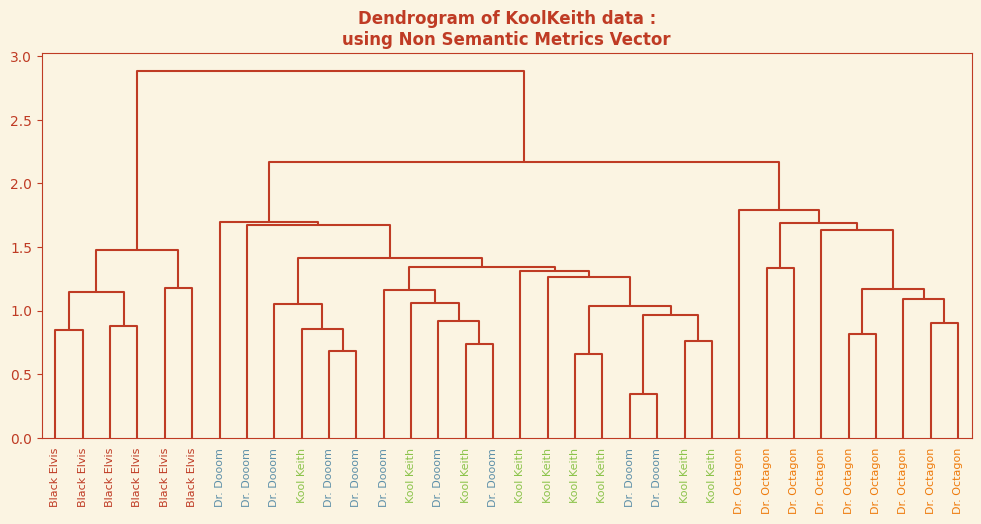 Dendrogram of KoolKeith data :
using Non Semantic Metrics Vector
3.0
2.5
2.0
1.5
1.0
0.5
0.0
Black Elvis
Black Elvis
Black Elvis
Black Elvis
Black Elvis
Black Elvis
Dr. Dooom
Dr. Dooom
Dr. Dooom
Kool Keith
Dr. Dooom
Dr. Dooom
Dr. Dooom
Kool Keith
Dr. Dooom
Kool Keith
Dr. Dooom
Kool Keith
Kool Keith
Kool Keith
Kool Keith
Dr. Dooom
Dr. Dooom
Kool Keith
Kool Keith
Dr. Octagon
Dr. Octagon
Dr. Octagon
Dr. Octagon
Dr. Octagon
Dr. Octagon
Dr. Octagon
Dr. Octagon
Dr. Octagon